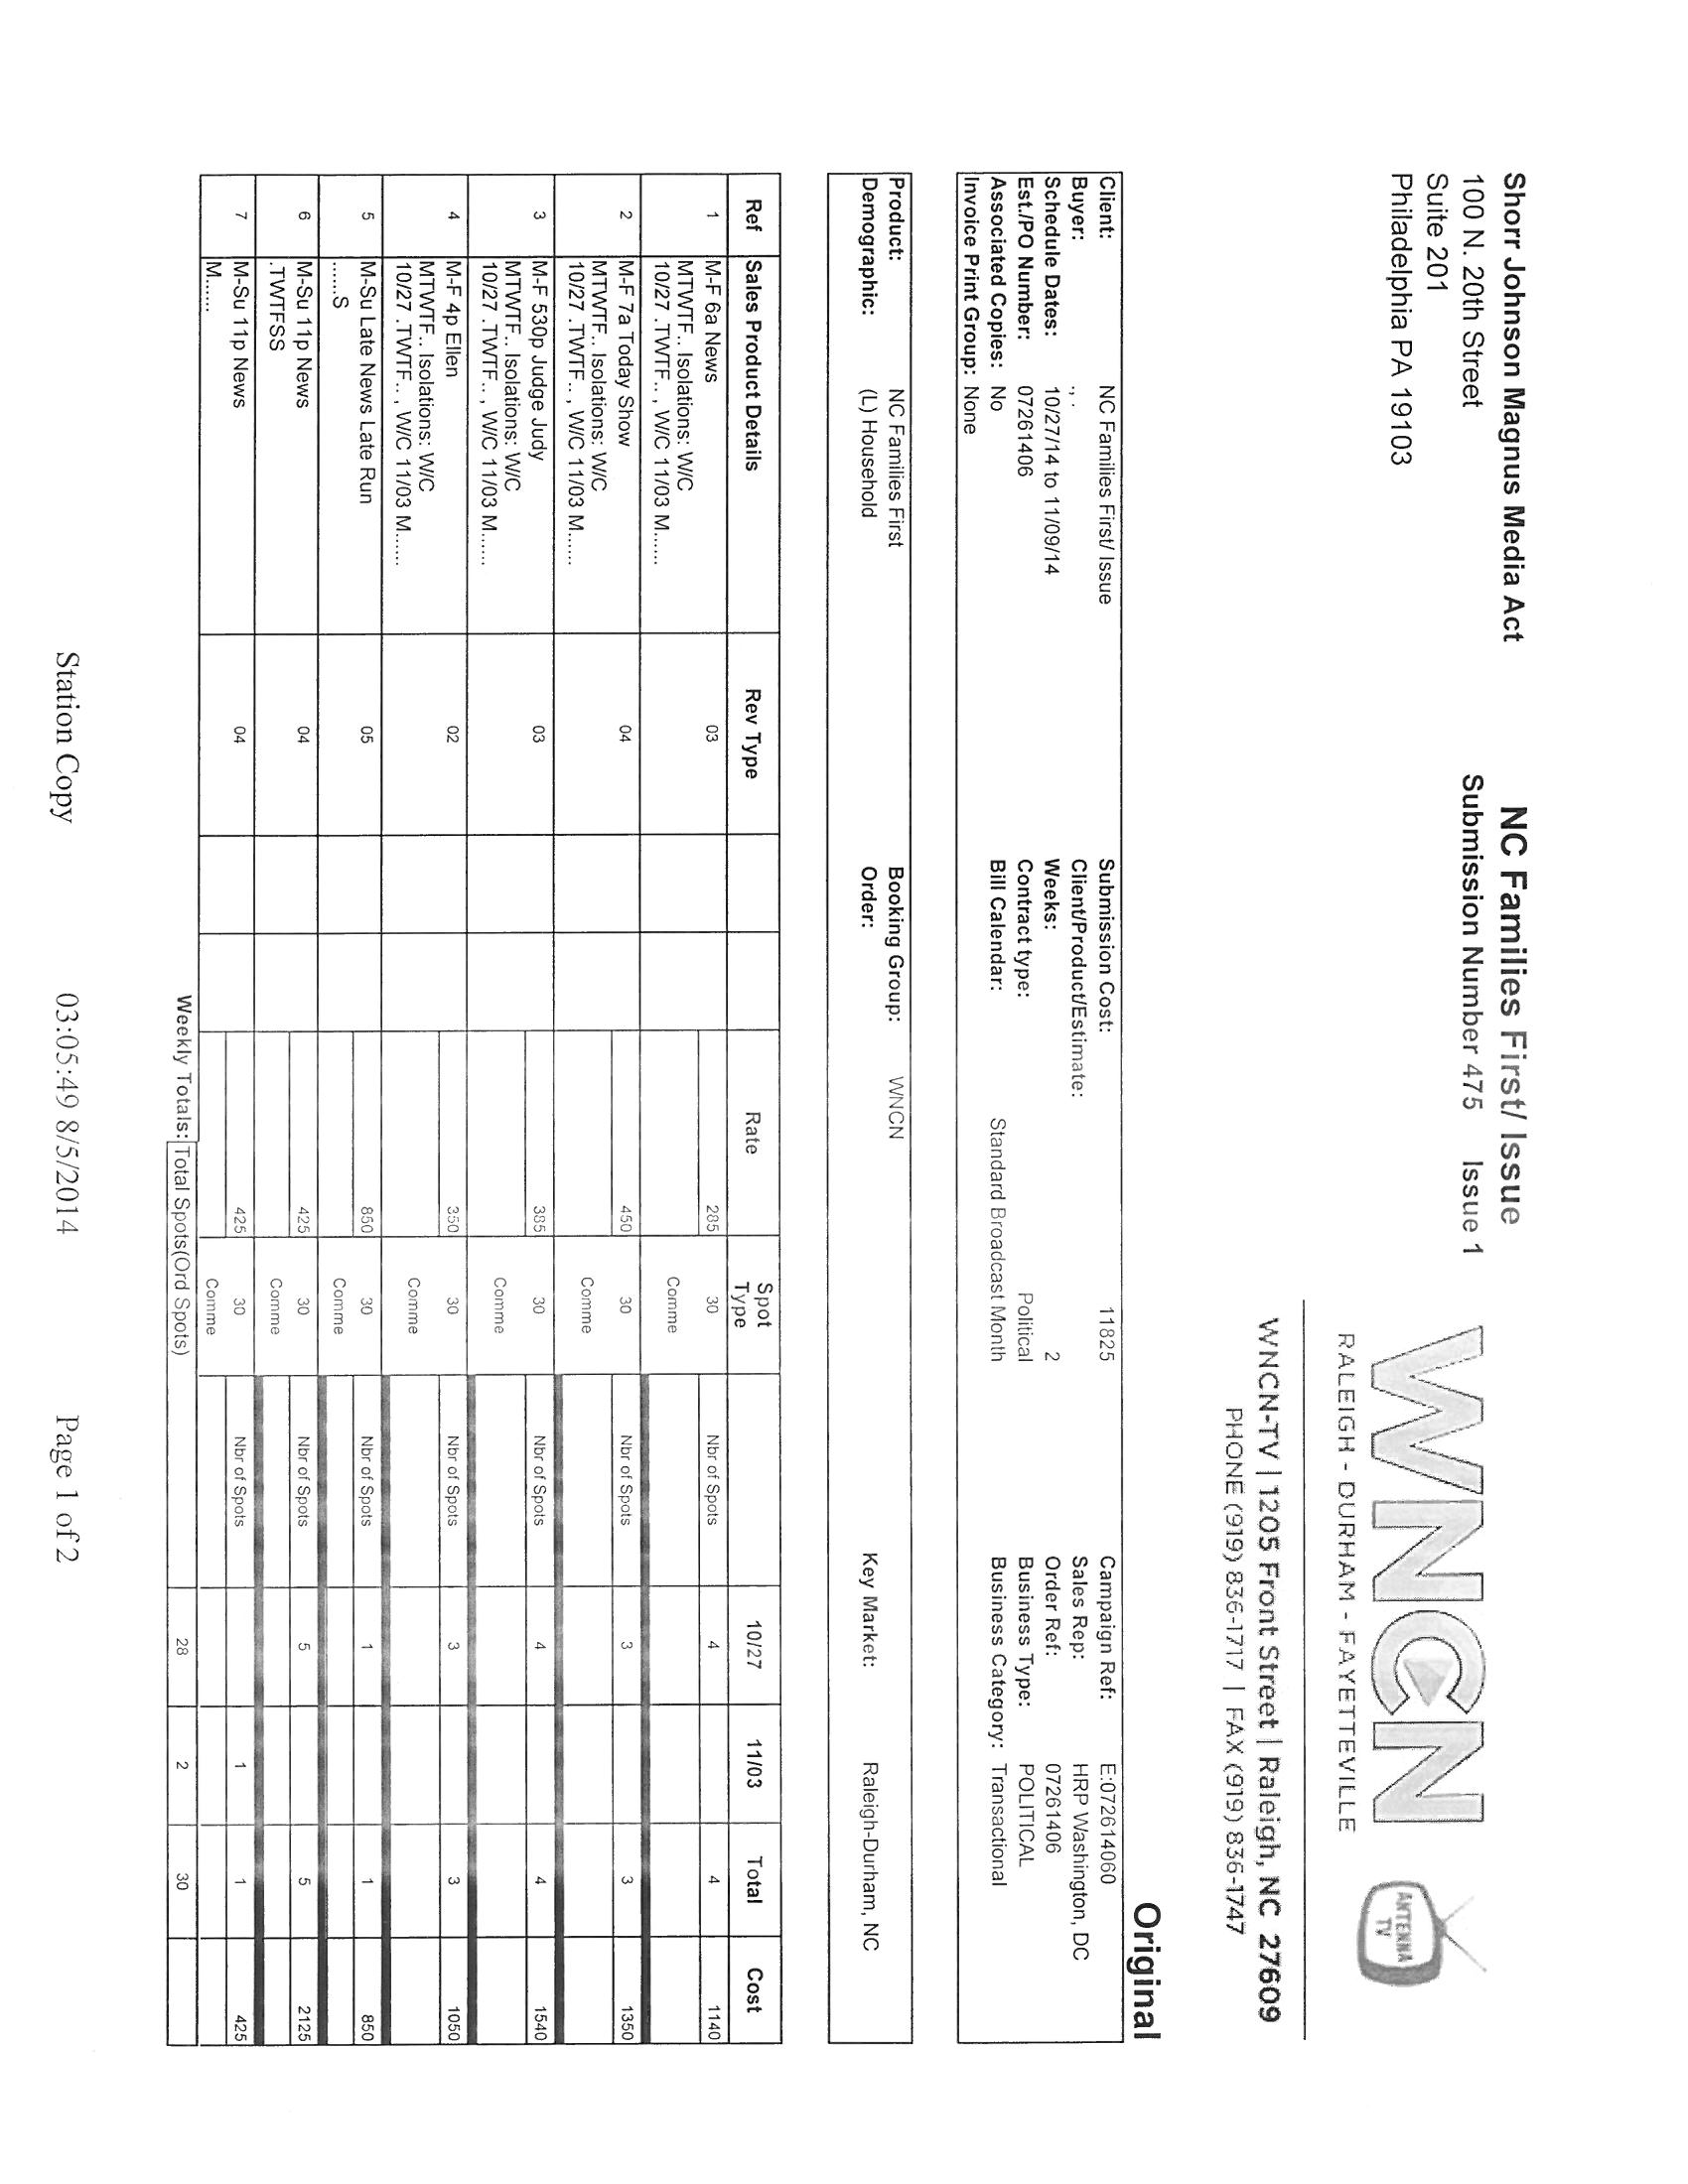 Shorr Johnson Magnus Media Act
100 N. 20th Street
Suite 201
Philadelphia PA 19103
NC Families First/ Issue
Submission Number 475 Issue 1
WNCN
RALEIGH - DURHAM - FAYETTEVILLE
ANTENNA
TV
WNCN-TV | 1205 Front Street | Raleigh, NC 27609
PHONE (919) 836-1717 | FAX (919) 836-1747
Original
Client: NC Families First/ Issue Submission Cost: 11825 Campaign Ref: E:072614060
Buyer: ., . Client/Product/Estimate: Sales Rep: HRP Washington, DC
Schedule Dates: 10/27/14 to 11/09/14 Weeks: 2 Order Ref: 07261406
Est./PO Number: 07261406 Contract type: Political Business Type: POLITICAL
Associated Copies: No Bill Calendar: Standard Broadcast Month Business Category: Transactional
Invoice Print Group: None
Product: NC Families First Booking Group: WNCN Key Market: Raleigh-Durham, NC
Demographic: (L) Household Order:
Ref Sales Product Details Rev Type Rate Spot Type 10/27 11/03 Total Cost
1 M-F 6a News 03 285 30 Nbr of Spots 4 4 1140
MTWTF.. Isolations: W/C Comme
10/27 .TWTF.. , W/C 11/03 M......
2 M-F 7a Today Show 04 450 30 Nbr of Spots 3 3 1350
MTWTF.. Isolations: W/C Comme
10/27 .TWTF.. , W/C 11/03 M......
3 M-F 530p Judge Judy 03 385 30 Nbr of Spots 4 4 1540
MTWTF.. Isolations: W/C Comme
10/27 .TWTF.. , W/C 11/03 M......
4 M-F 4p Ellen 02 350 30 Nbr of Spots 3 3 1050
MTWTF.. Isolations: W/C Comme
10/27 .TWTF.. , W/C 11/03 M......
5 M-Su Late News Late Run 05 850 30 Nbr of Spots 1 1 850
......S Comme
6 M-Su 11p News 04 425 30 Nbr of Spots 5 5 2125
.TWTFSS Comme
7 M-Su 11p News 04 425 30 Nbr of Spots 1 1 425
M...... Comme
Weekly Totals: Total Spots(Ord Spots) 28 2 30
Station Copy 03:05:49 8/5/2014 Page 1 of 2